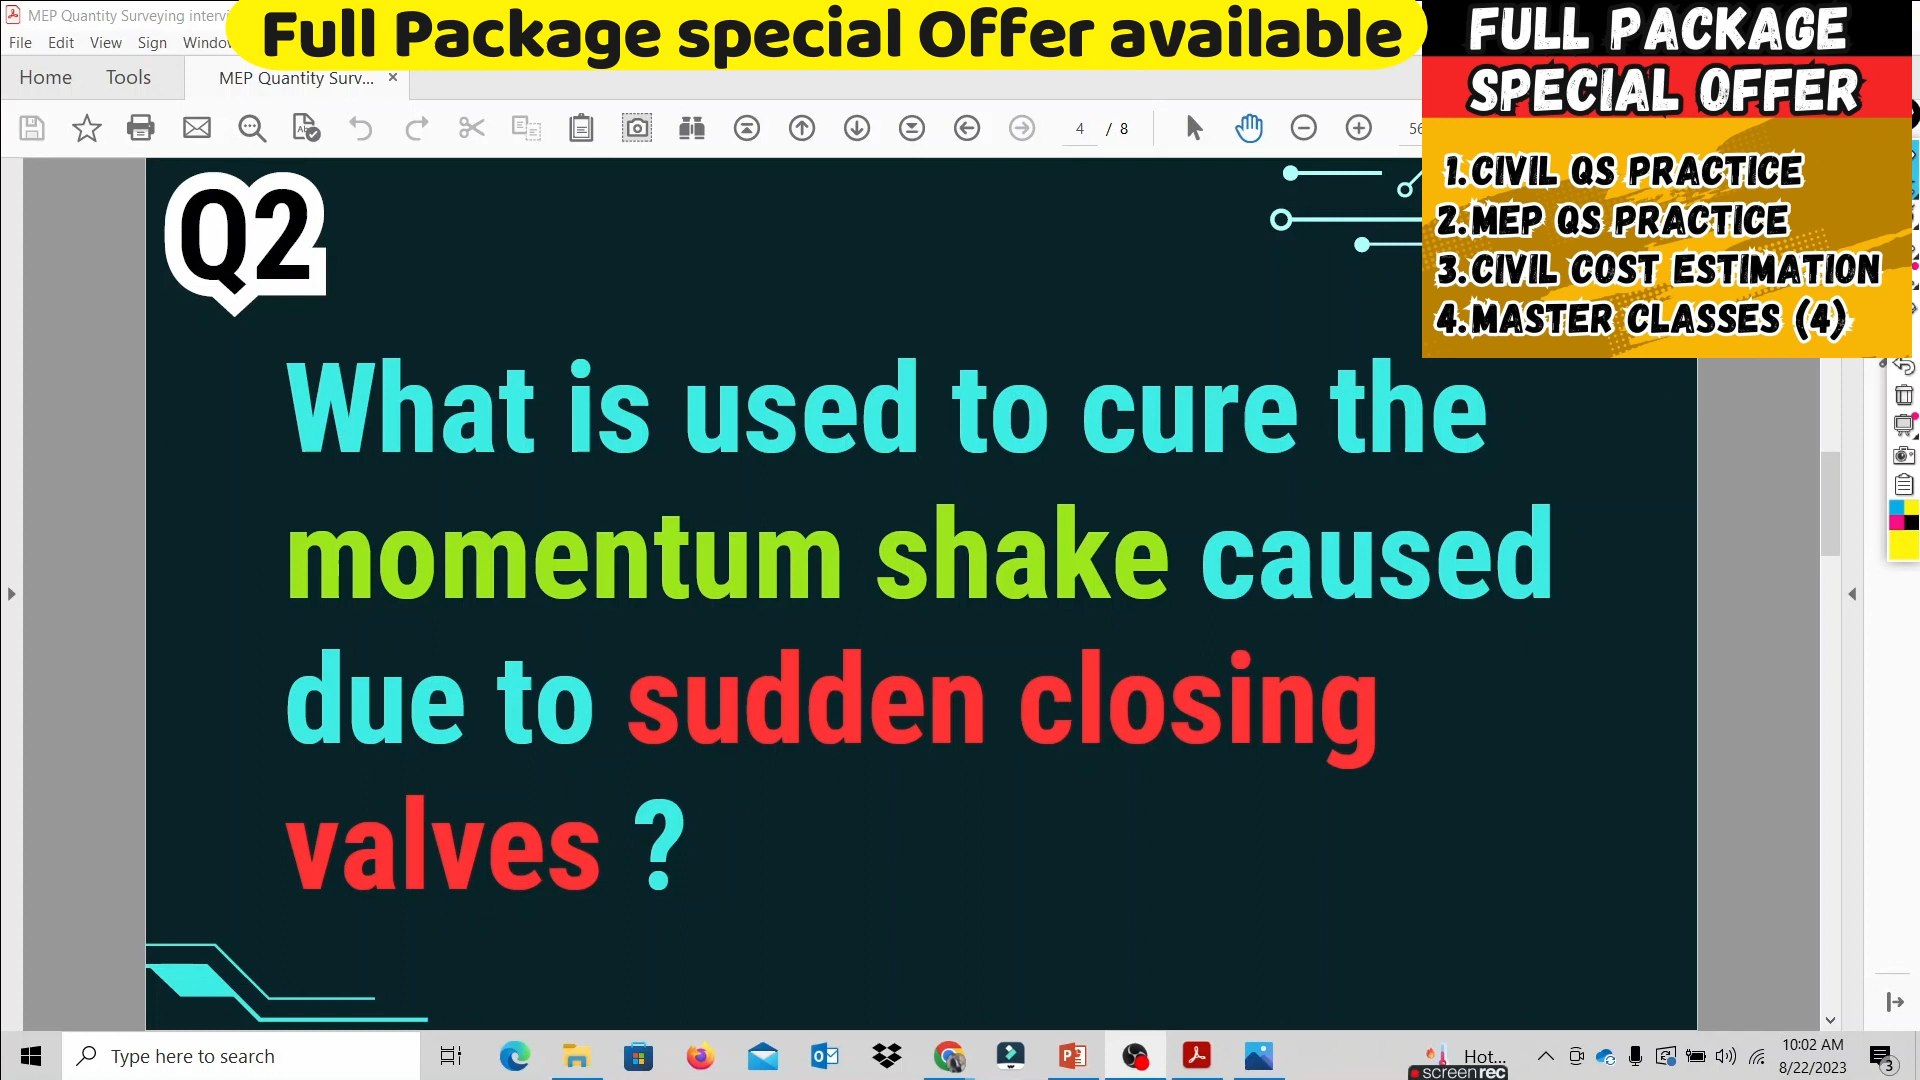 MEP Quantity Surveying intervi
Full Package special Offer available
FULL PACKAGE
SPECIAL OFFER
1.CIVIL QS PRACTICE
2.MEP QS PRACTICE
3.CIVIL COST ESTIMATION
4.MASTER CLASSES (4)
File Edit View Sign Window
Home Tools MEP Quantity Surv... ×
4 / 8 56
Q2
What is used to cure the
momentum shake caused
due to sudden closing
valves ?
Type here to search
Hot...
screenrec
10:02 AM
8/22/2023
3